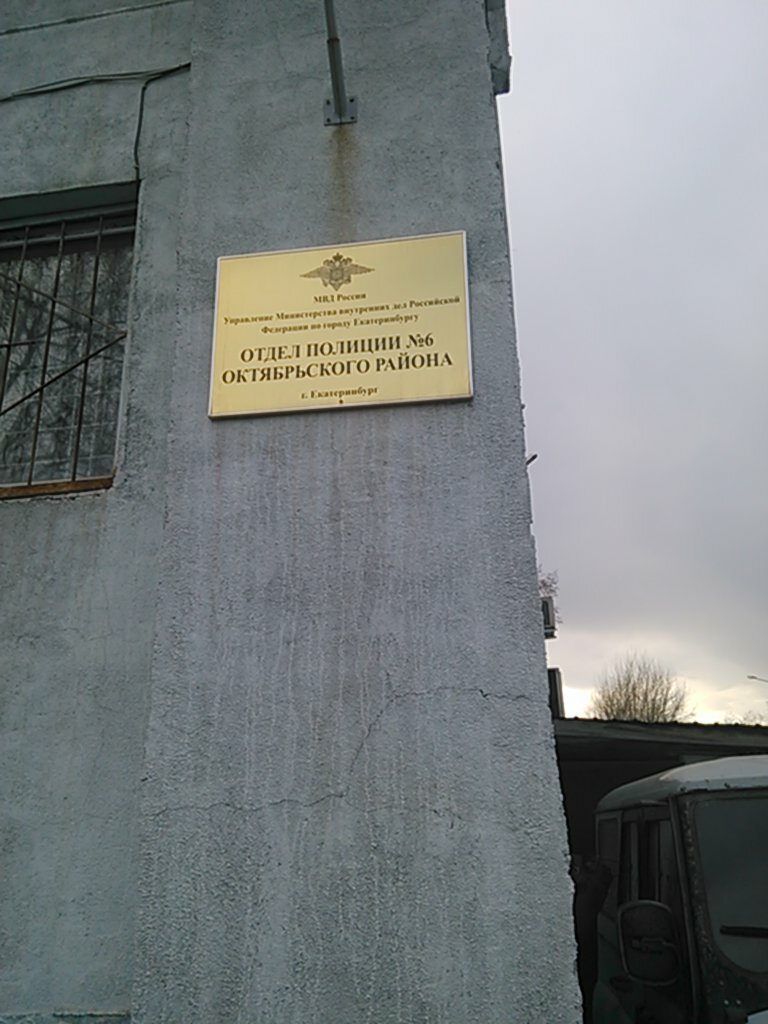 МВД России
Управление Министерства внутренних дел Российской
Федерации по городу Екатеринбургу
ОТДЕЛ ПОЛИЦИИ №6
ОКТЯБРЬСКОГО РАЙОНА
г. Екатеринбург